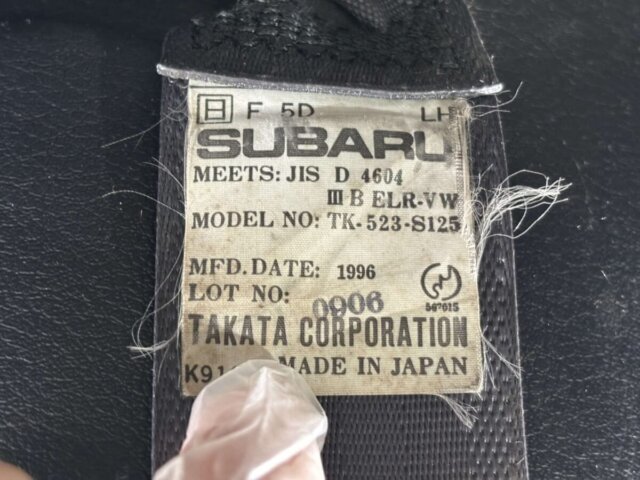 日 F 5D LH
SUBARU
MEETS: JIS D 4604
III B ELR-VW
MODEL NO: TK-523-S125
MFD. DATE: 1996
LOT NO: 0906
TAKATA CORPORATION
MADE IN JAPAN